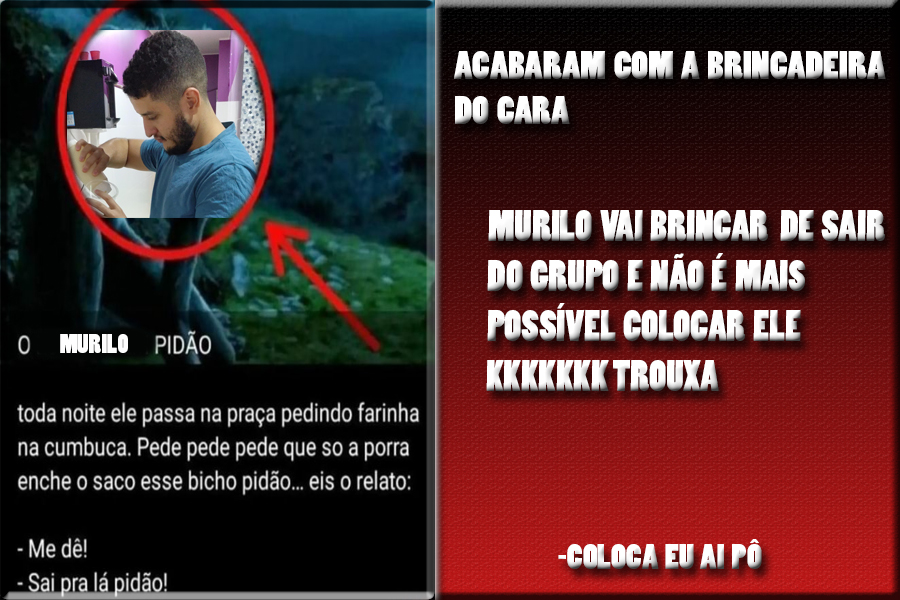 O MURILO PIDÃO
toda noite ele passa na praça pedindo farinha
na cumbuca. Pede pede pede que so a porra
enche o saco esse bicho pidão... eis o relato:
- Me dê!
- Sai pra lá pidão!
ACABARAM COM A BRINCADEIRA
DO CARA
MURILO VAI BRINCAR DE SAIR
DO GRUPO E NÃO É MAIS
POSSÍVEL COLOCAR ELE
KKKKKKK TROUXA
-COLOCA EU AI PÔ